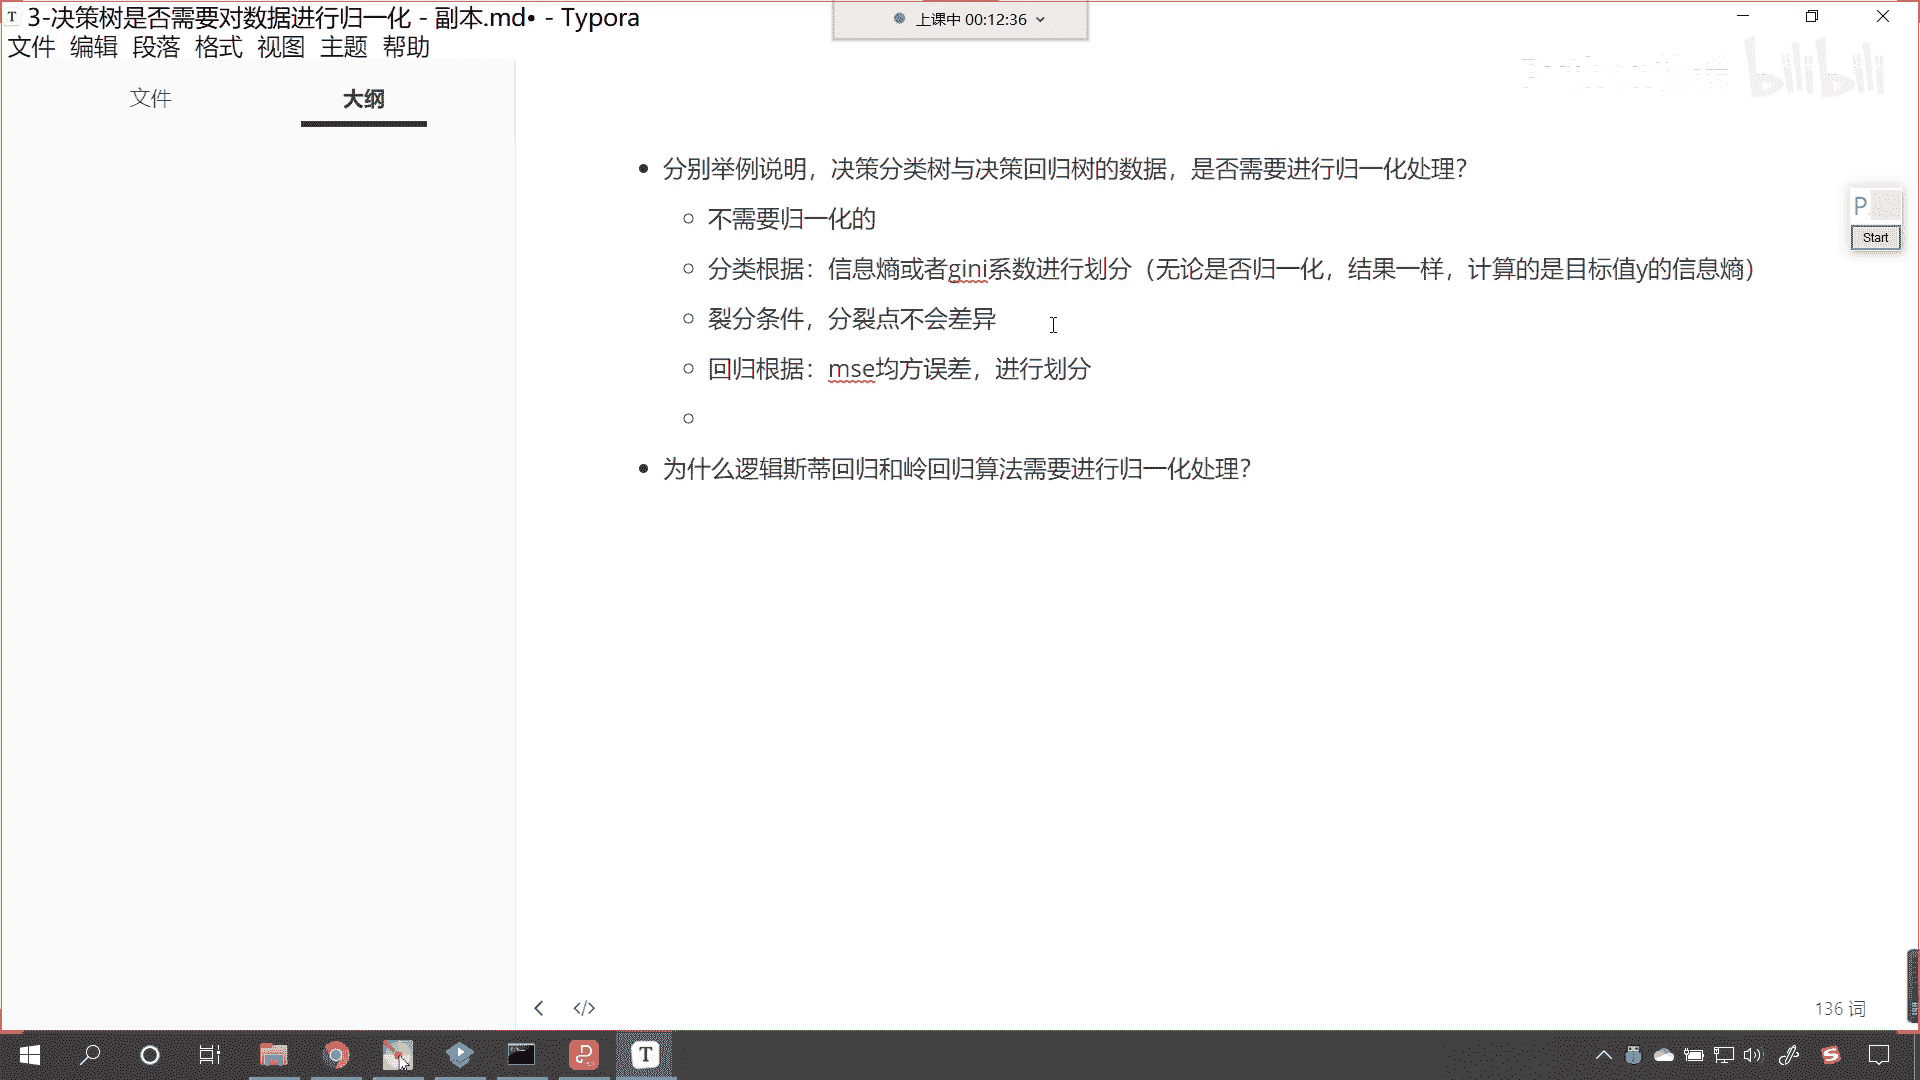 T 3-决策树是否需要对数据进行归一化 - 副本.md• - Typora
上课中 00:12:36
文件 编辑 段落 格式 视图 主题 帮助
bilibili
文件 大纲
分别举例说明，决策分类树与决策回归树的数据，是否需要进行归一化处理？
P.
Start
不需要归一化的
分类根据：信息熵或者gini系数进行划分（无论是否归一化，结果一样，计算的是目标值y的信息熵）
裂分条件，分裂点不会差异
回归根据：mse均方误差，进行划分
为什么逻辑斯蒂回归和岭回归算法需要进行归一化处理？
</> 136 词
T